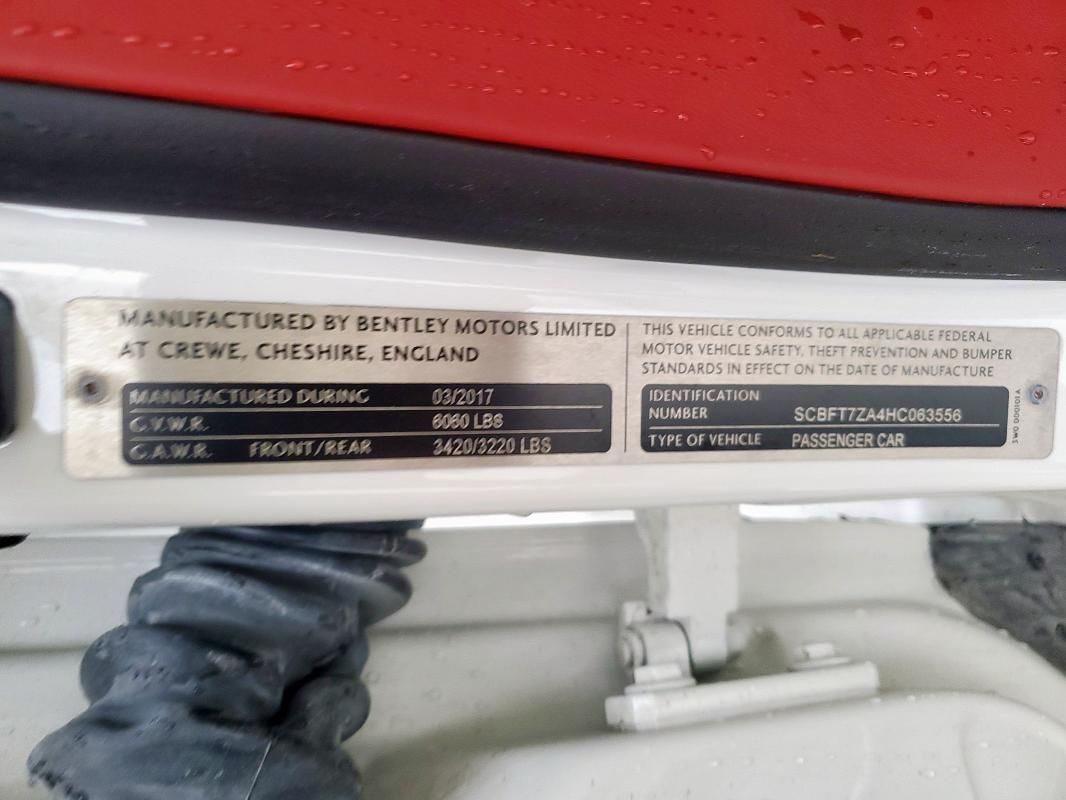 MANUFACTURED BY BENTLEY MOTORS LIMITED
AT CREWE, CHESHIRE, ENGLAND
MANUFACTURED DURING 03/2017
G.V.W.R. 6060 LBS
G.A.W.R. FRONT/REAR 3420/3220 LBS
THIS VEHICLE CONFORMS TO ALL APPLICABLE FEDERAL
MOTOR VEHICLE SAFETY, THEFT PREVENTION AND BUMPER
STANDARDS IN EFFECT ON THE DATE OF MANUFACTURE
IDENTIFICATION
NUMBER SCBFT7ZA4HC063556
TYPE OF VEHICLE PASSENGER CAR
3W0 000101A